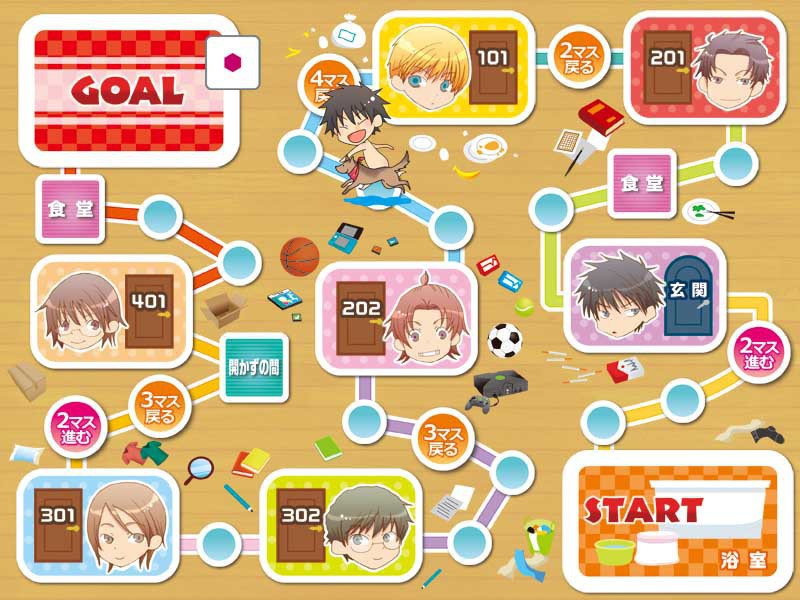 GOAL
4マス
戻
101
2マス
戻る
201
食堂
食堂
401
202
玄関
開かずの間
2マス
進む
3マス
戻る
2マス
進む
3マス
戻る
301
302
START
浴室